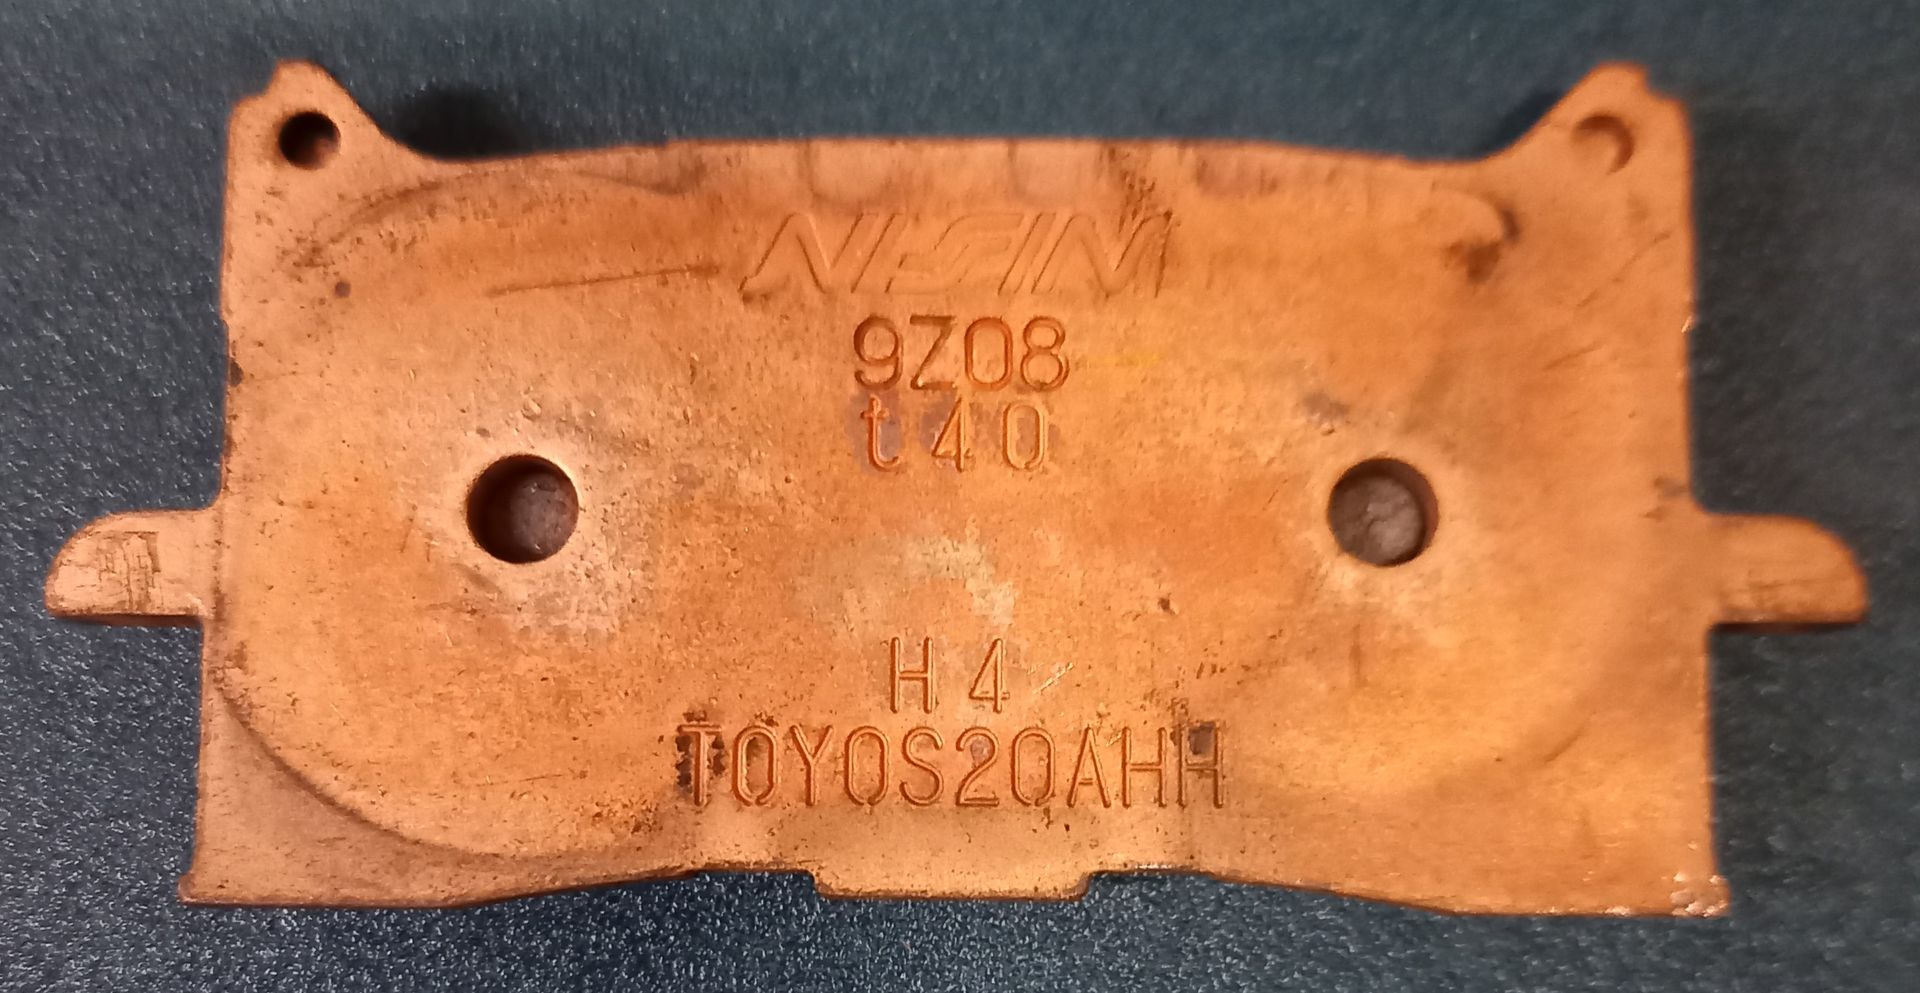 NISSIN
9Z08
t40
H4
TOYOS20AHH